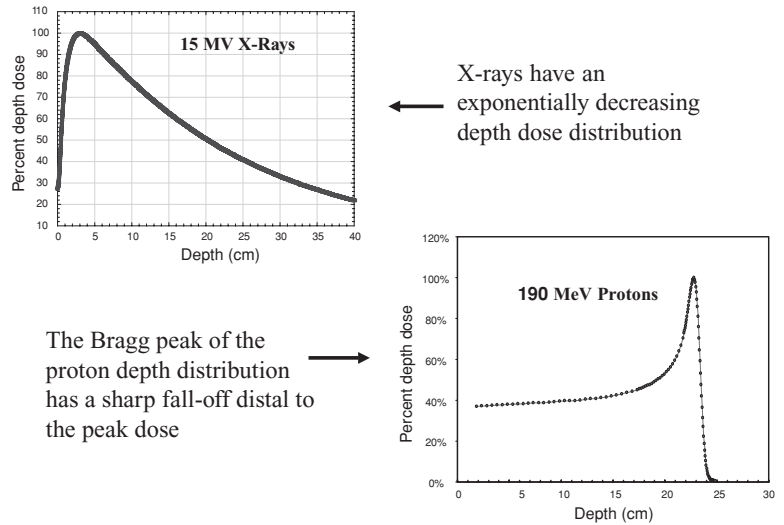 15 MV X-Rays
Percent depth dose
100
90
80
70
60
50
40
30
20
10
0 5 10 15 20 25 30 35 40
Depth (cm)
X-rays have an
exponentially decreasing
depth dose distribution
The Bragg peak of the
proton depth distribution
has a sharp fall-off distal to
the peak dose
190 MeV Protons
Percent depth dose
120%
100%
80%
60%
40%
20%
0%
0 5 10 15 20 25 30
Depth (cm)